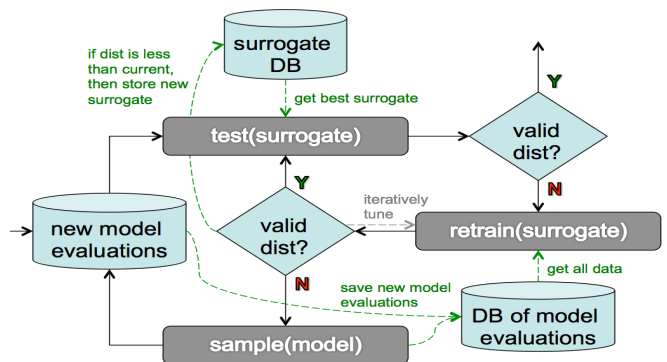 if dist is less
than current,
then store new
surrogate
surrogate
DB
get best surrogate
Y
test(surrogate)
valid
dist?
Y
N
iteratively
tune
new model
evaluations
valid
dist?
retrain(surrogate)
N
get all data
save new model
evaluations
DB of model
evaluations
sample(model)